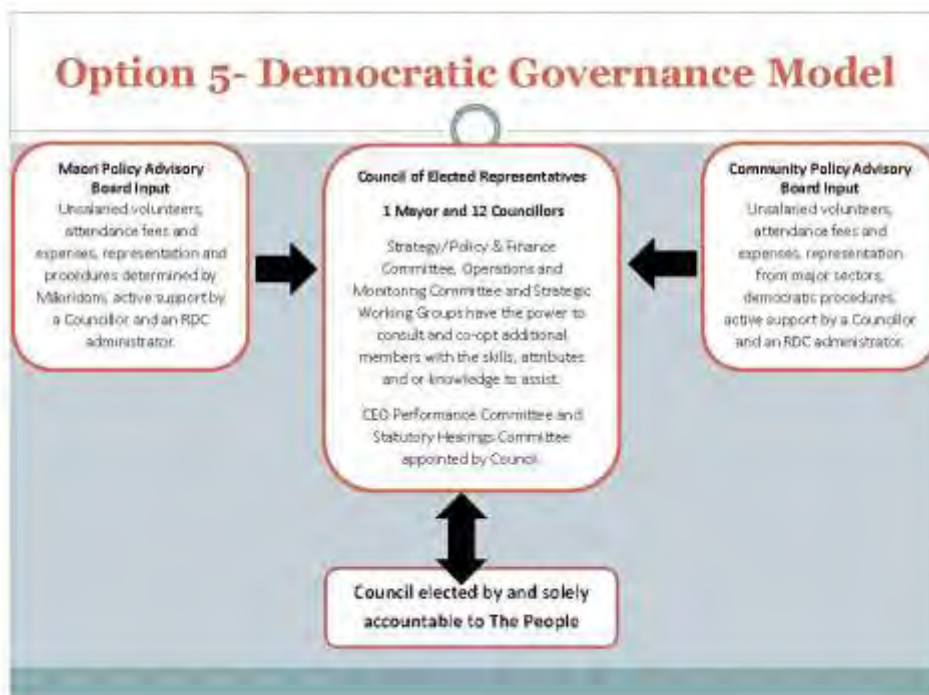 Option 5- Democratic Governance Model
Maori Policy Advisory
Board Input
Unsalaried volunteers,
attendance fees and
expenses, representation and
procedures determined by
Māoridom, active support by
a Councillor and an RDC
administrator.
Council of Elected Representatives
1 Mayor and 12 Councillors
Strategy/Policy & Finance
Committee, Operations and
Monitoring Committee and Strategic
Working Groups have the power to
consult and co-opt additional
members with the skills, attributes
and or knowledge to assist.
CEO Performance Committee and
Statutory Hearings Committee
appointed by Council.
Community Policy Advisory
Board Input
Unsalaried volunteers,
attendance fees and
expenses, representation
from major sectors,
democratic procedures,
active support by a Councillor
and an RDC administrator.
Council elected by and solely
accountable to The People